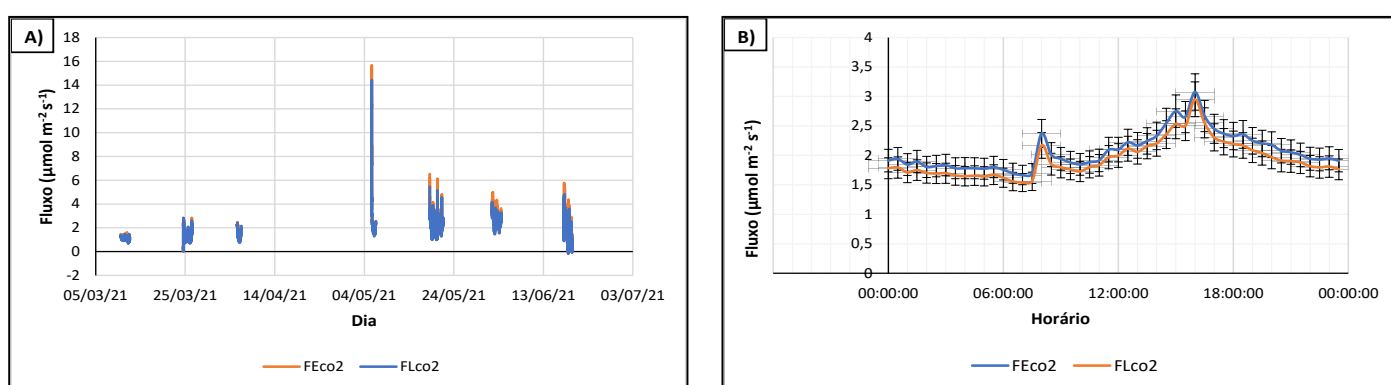 A)
Fluxo (µmol m⁻² s⁻¹)
18
16
14
12
10
8
6
4
2
0
-2
05/03/21 25/03/21 14/04/21 04/05/21 24/05/21 13/06/21 03/07/21
Dia
FEco2 FLco2
B)
Fluxo (µmol m⁻² s⁻¹)
4
3,5
3
2,5
2
1,5
1
0,5
0
00:00:00 06:00:00 12:00:00 18:00:00 00:00:00
Horário
FEco2 FLco2